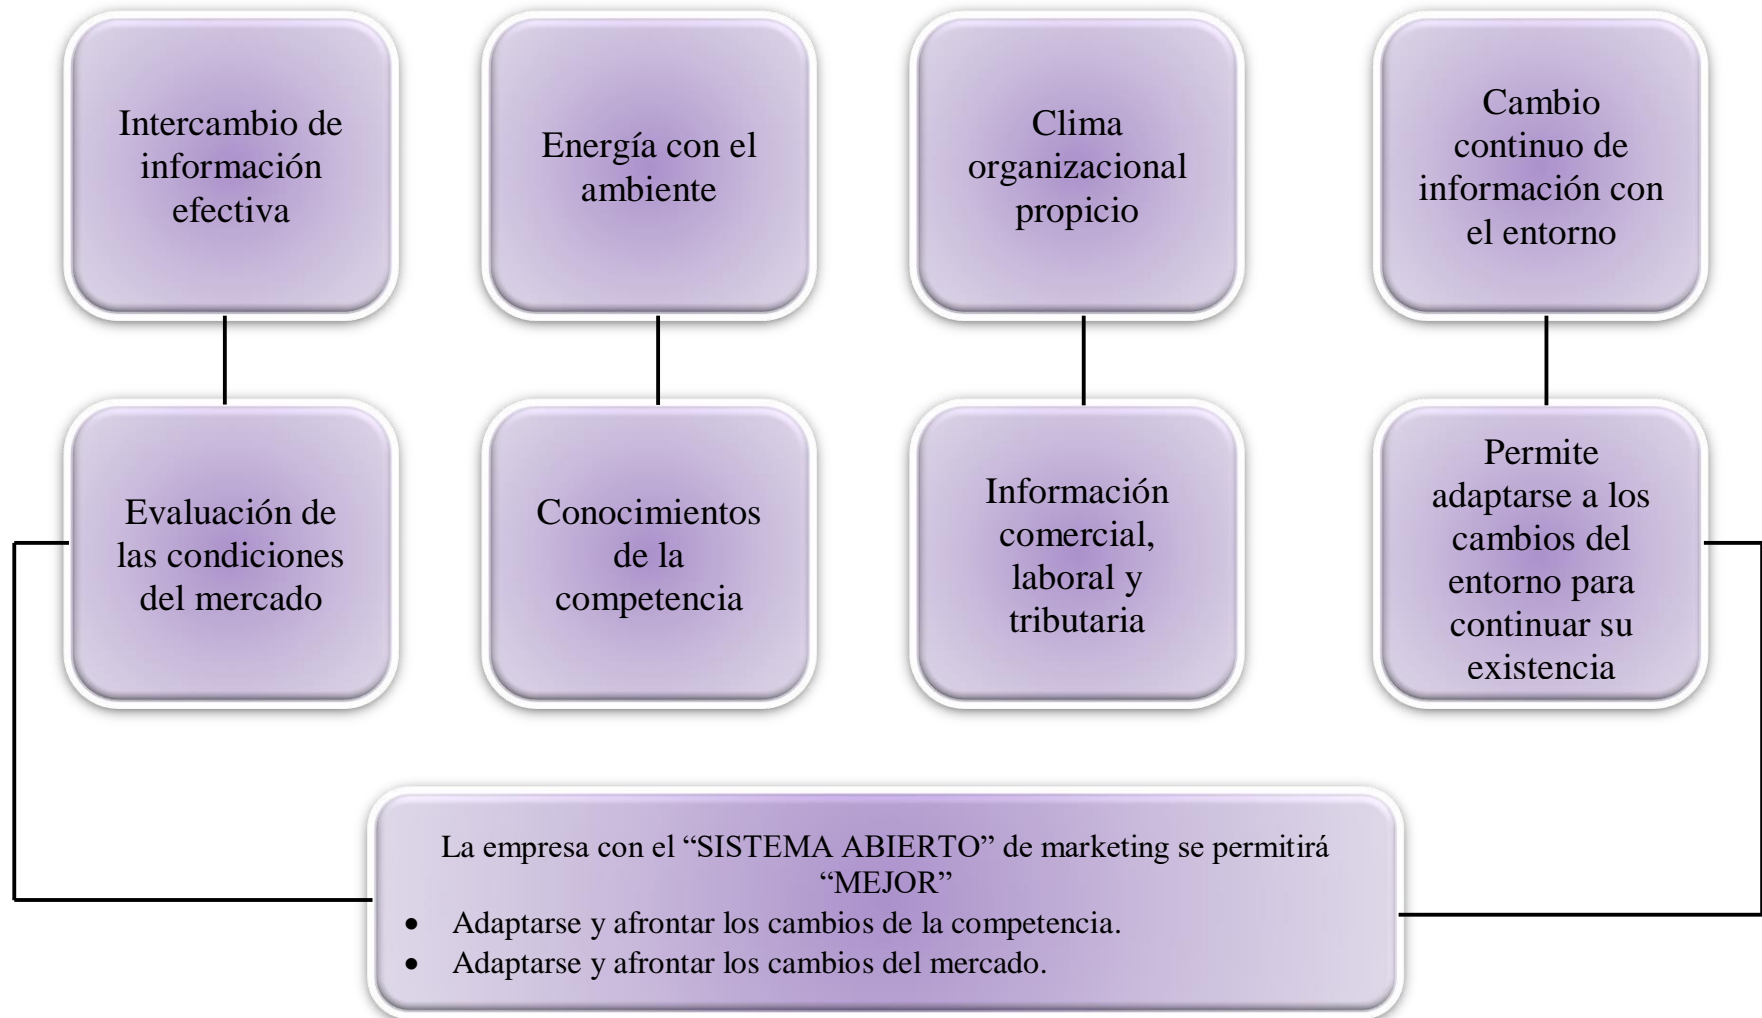 Intercambio de
información
efectiva
Energía con el
ambiente
Clima
organizacional
propicio
Cambio
continuo de
información con
el entorno
Evaluación de
las condiciones
del mercado
Conocimientos
de la
competencia
Información
comercial,
laboral y
tributaria
Permite
adaptarse a los
cambios del
entorno para
continuar su
existencia
La empresa con el “SISTEMA ABIERTO” de marketing se permitirá
“MEJOR”
• Adaptarse y afrontar los cambios de la competencia.
• Adaptarse y afrontar los cambios del mercado.